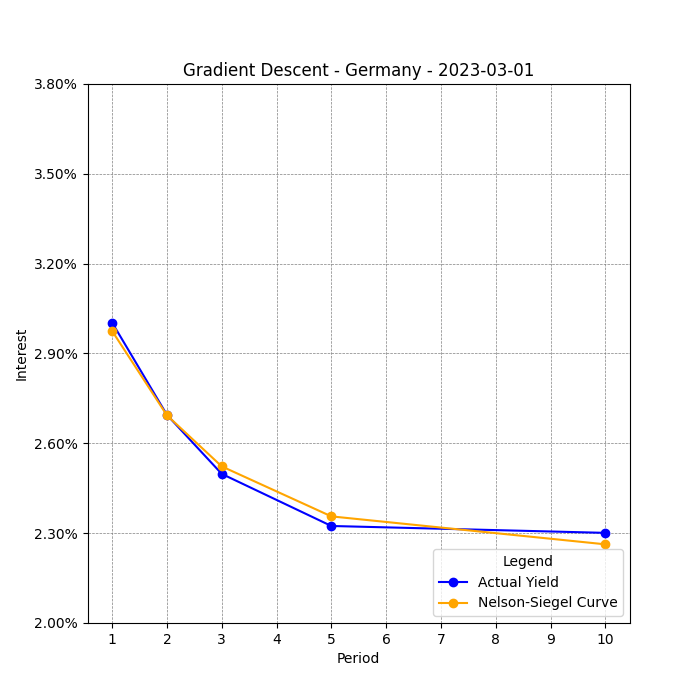 Gradient Descent - Germany - 2023-03-01
3.80%
3.50%
3.20%
2.90%
2.60%
2.30%
2.00%
Interest
1 2 3 4 5 6 7 8 9 10
Period
Legend
Actual Yield
Nelson-Siegel Curve